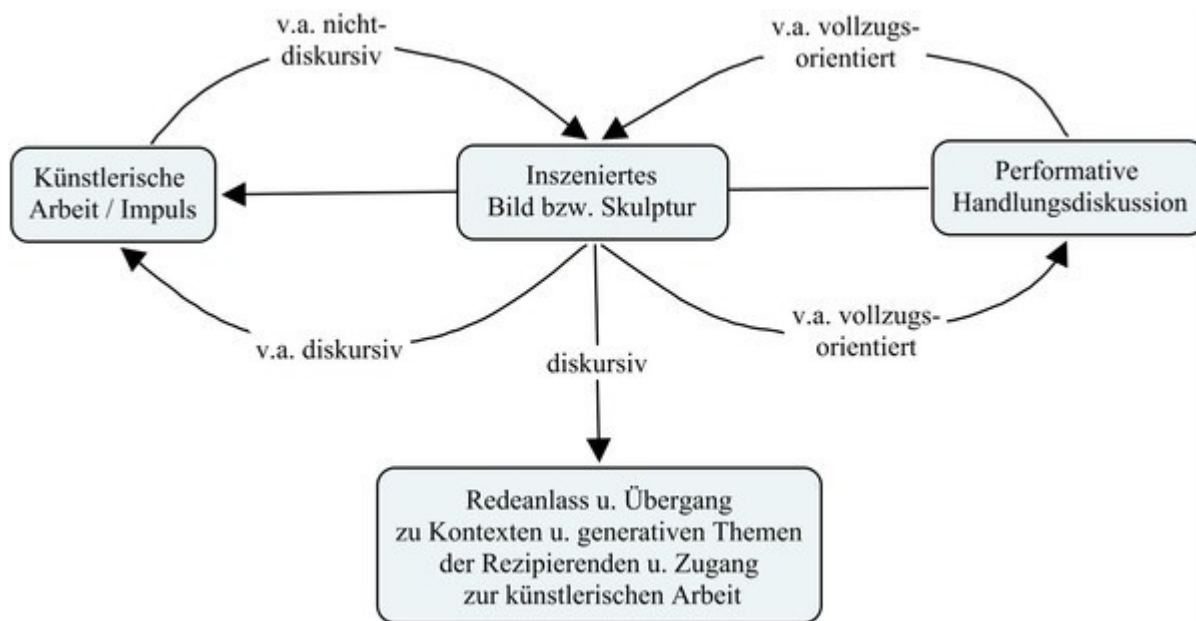 v.a. nicht-
diskursiv
v.a. vollzugs-
orientiert
Künstlerische
Arbeit / Impuls
Inszeniertes
Bild bzw. Skulptur
Performative
Handlungsdiskussion
v.a. diskursiv
diskursiv
v.a. vollzugs-
orientiert
Redeanlass u. Übergang
zu Kontexten u. generativen Themen
der Rezipierenden u. Zugang
zur künstlerischen Arbeit